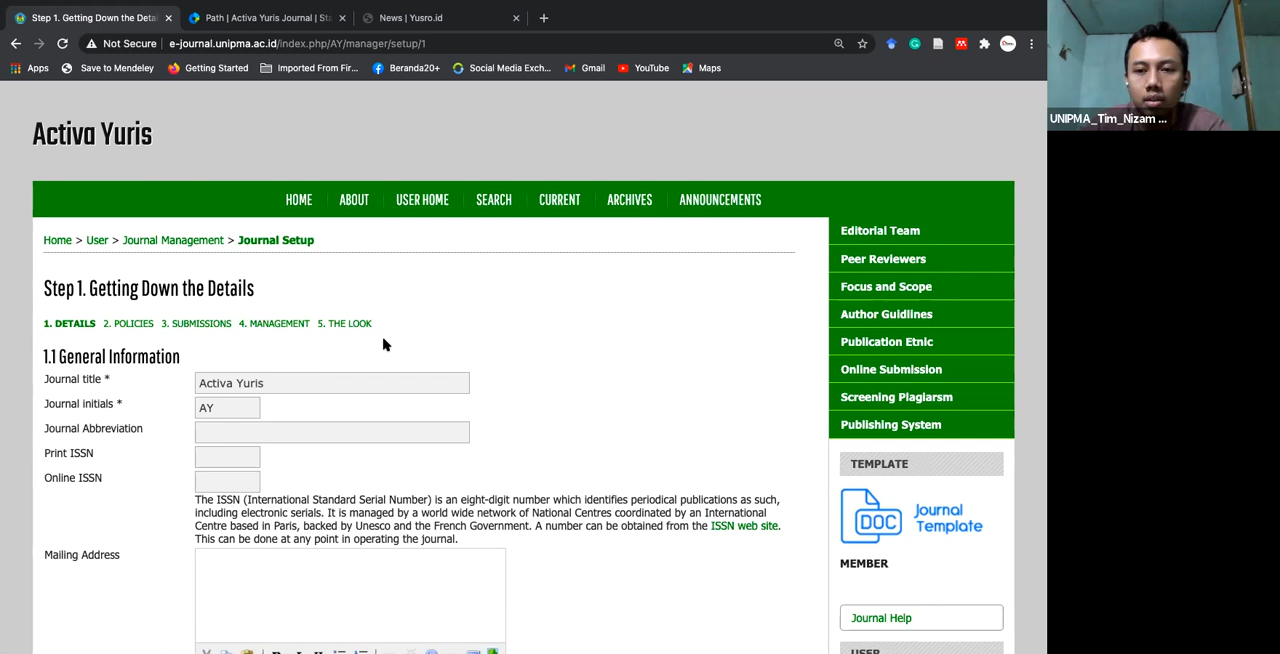 Step 1. Getting Down the Detai
Path | Activa Yuris Journal | Sta
News | Yusro.id
Not Secure
e-journal.unipma.ac.id/index.php/AY/manager/setup/1
Apps
Save to Mendeley
Getting Started
Imported From Fir...
Beranda20+
Social Media Exch...
Gmail
YouTube
Maps
UNIPMA_Tim_Nizam ...
Activa Yuris
HOME
ABOUT
USER HOME
SEARCH
CURRENT
ARCHIVES
ANNOUNCEMENTS
Home > User > Journal Management > Journal Setup
Step 1. Getting Down the Details
1. DETAILS 2. POLICIES 3. SUBMISSIONS 4. MANAGEMENT 5. THE LOOK
1.1 General Information
Journal title *
Activa Yuris
Journal initials *
AY
Journal Abbreviation
Print ISSN
Online ISSN
The ISSN (International Standard Serial Number) is an eight-digit number which identifies periodical publications as such,
including electronic serials. It is managed by a world wide network of National Centres coordinated by an International
Centre based in Paris, backed by Unesco and the French Government. A number can be obtained from the ISSN web site.
This can be done at any point in operating the journal.
Mailing Address
Editorial Team
Peer Reviewers
Focus and Scope
Author Guidlines
Publication Etnic
Online Submission
Screening Plagiarsm
Publishing System
TEMPLATE
DOC
Journal
Template
MEMBER
Journal Help
USER